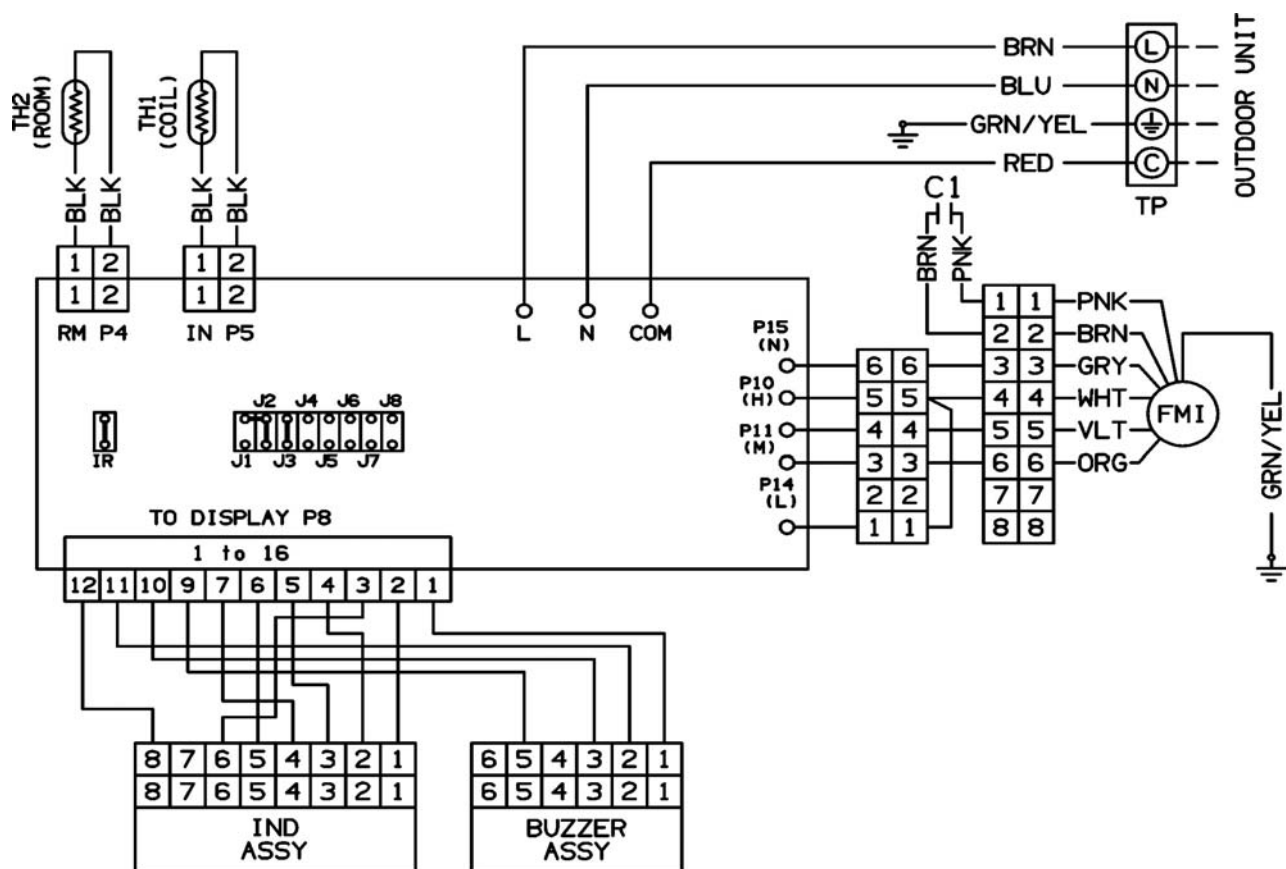 TH2
(ROOM)
TH1
(COIL)
BLK
BLK
BLK
BLK
1 2
1 2
RM P4
1 2
1 2
IN P5
BRN
L
BLU
N
GRN/YEL
RED
C
TP
OUTDOOR UNIT
C1
BRN
PNK
L
N
COM
P15
(N)
P10
(H)
P11
(M)
P14
(L)
6 6
5 5
4 4
3 3
2 2
1 1
1 1
2 2
3 3
4 4
5 5
6 6
7 7
8 8
PNK
BRN
GRY
WHT
VLT
ORG
FMI
GRN/YEL
IR
J2 J4 J6 J8
J1 J3 J5 J7
TO DISPLAY P8
1 to 16
12 11 10 9 7 6 5 4 3 2 1
8 7 6 5 4 3 2 1
8 7 6 5 4 3 2 1
IND
ASSY
6 5 4 3 2 1
6 5 4 3 2 1
BUZZER
ASSY